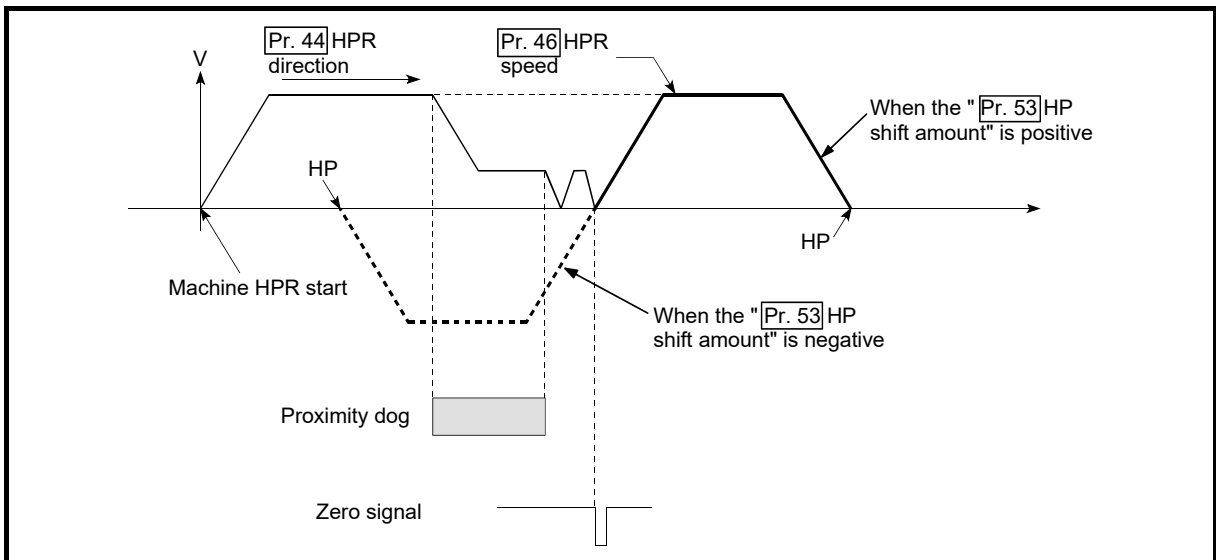 Pr. 44 HPR
direction
Pr. 46 HPR
speed
V
When the " Pr. 53 HP
shift amount" is positive
HP
HP
Machine HPR start
When the " Pr. 53 HP
shift amount" is negative
Proximity dog
Zero signal